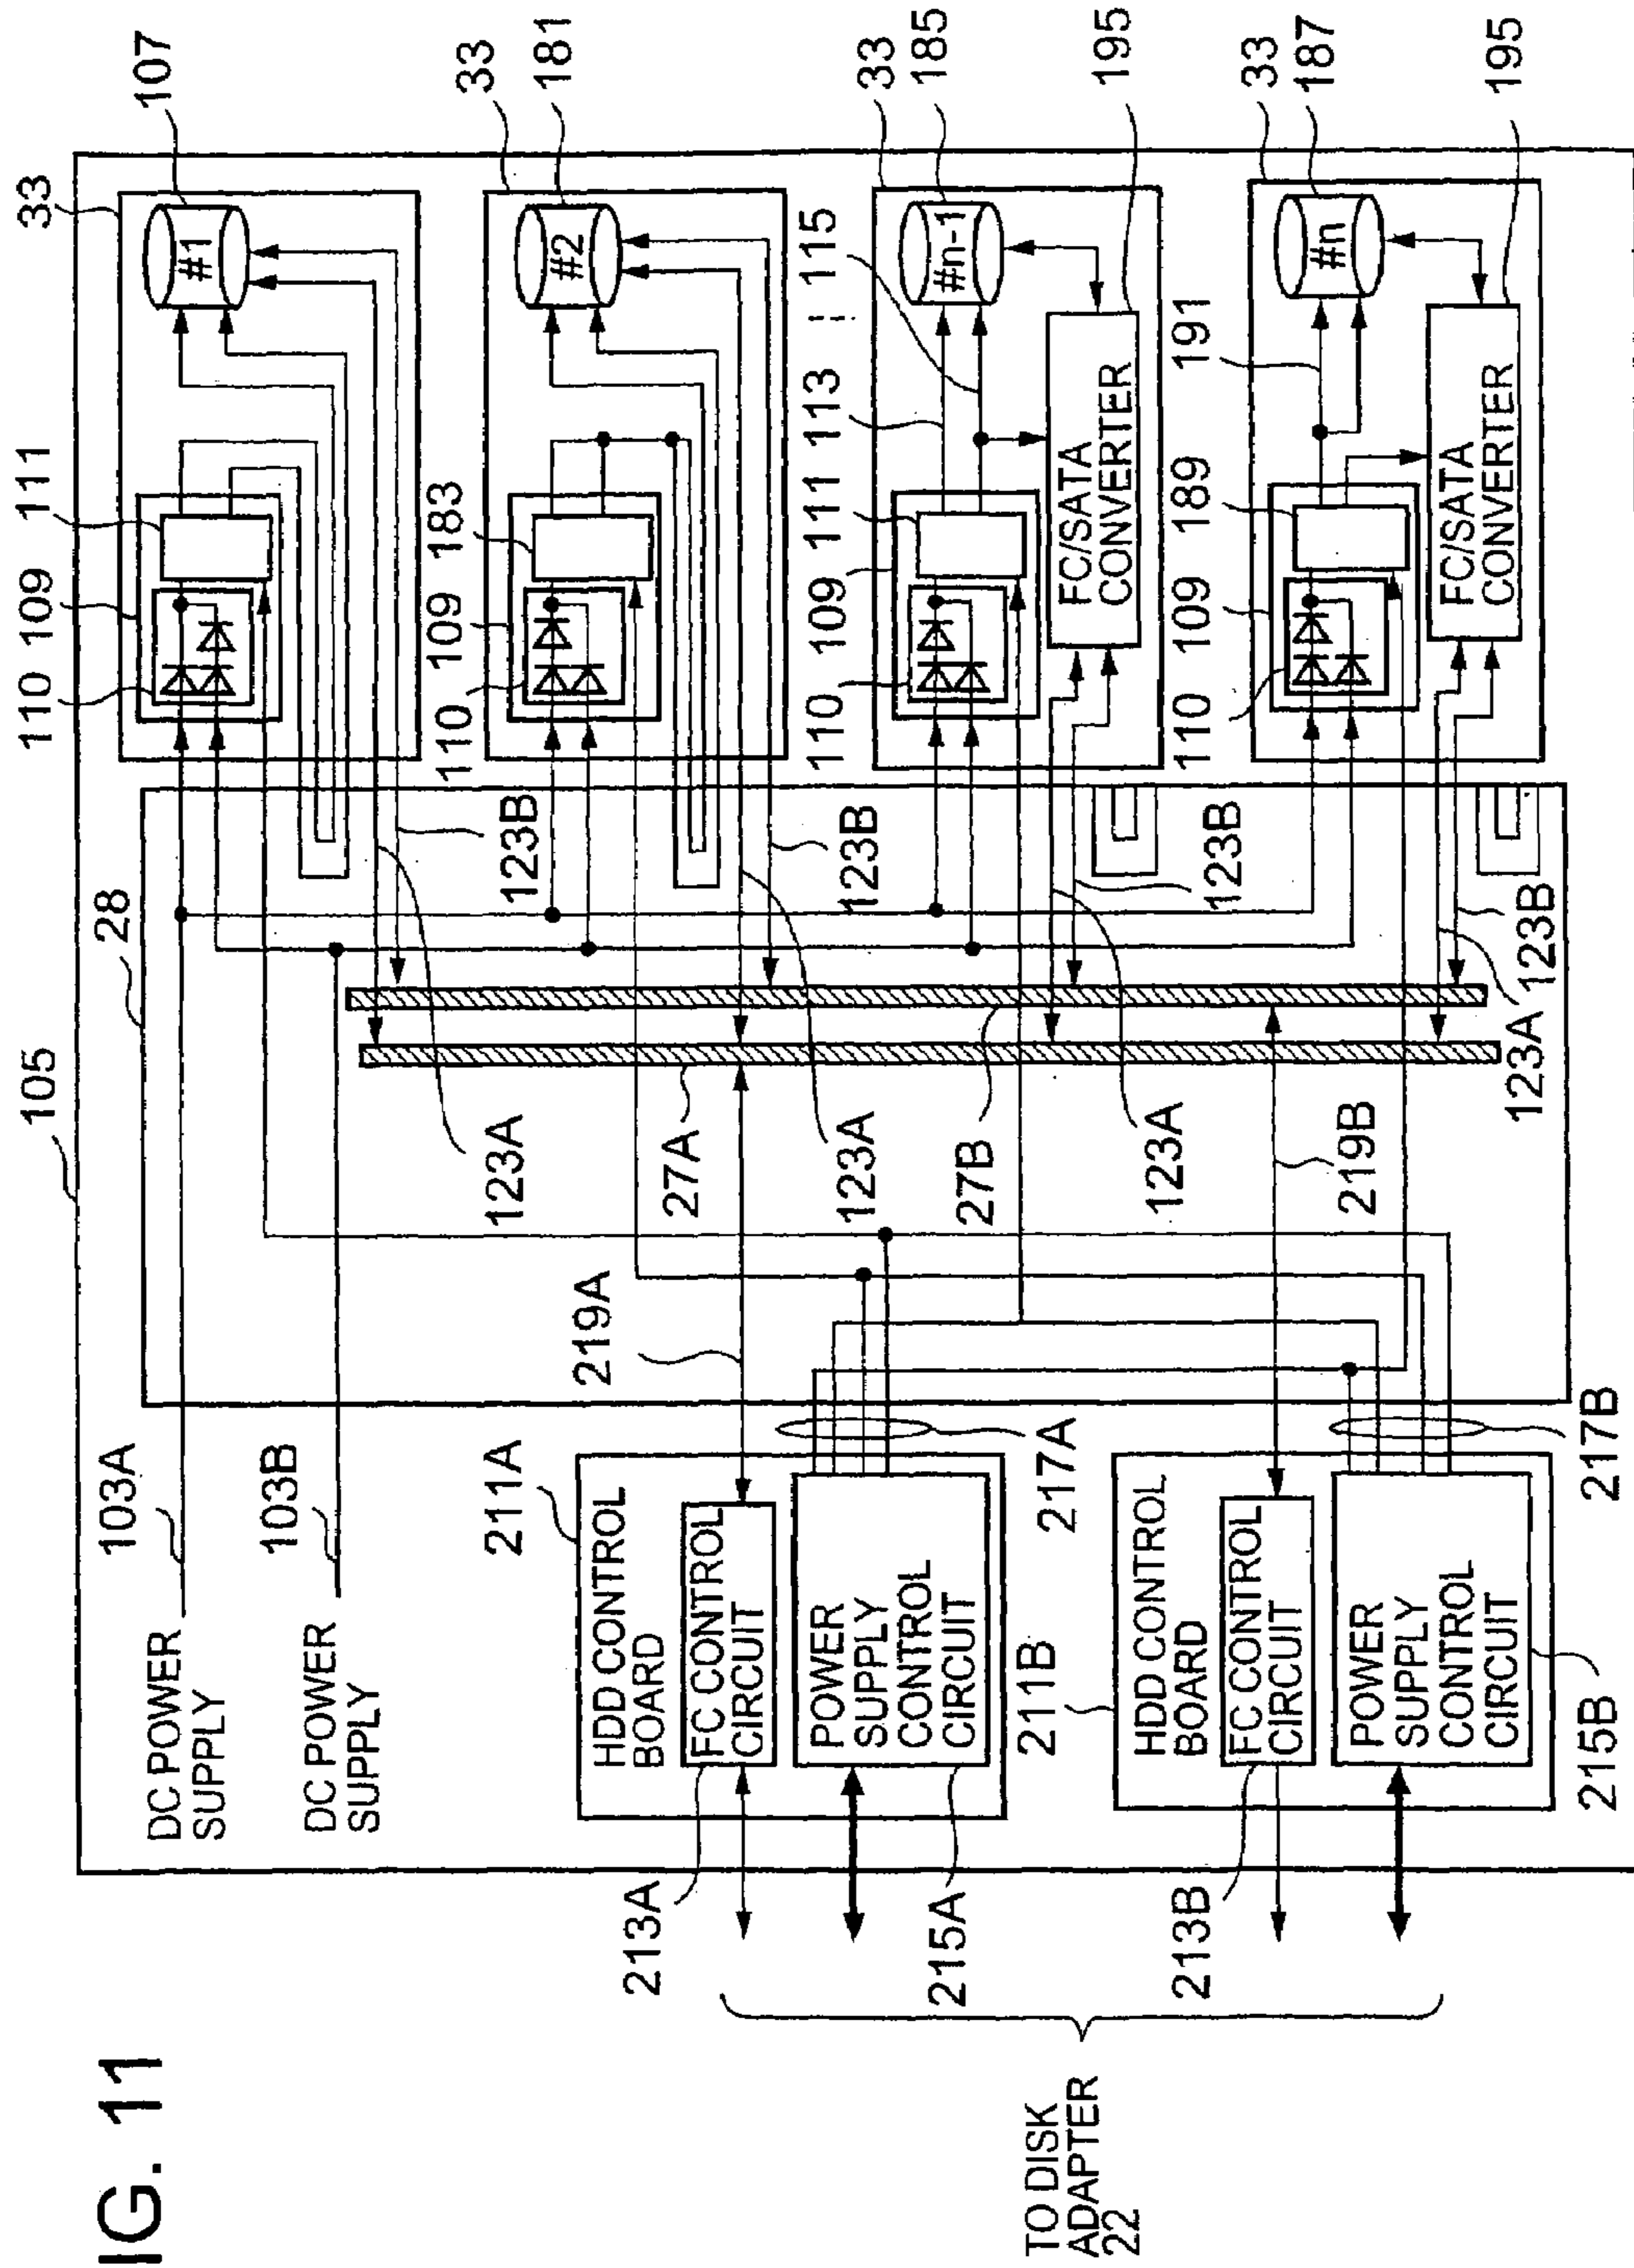 IG. 11
105
28
110
109
111
33
107
110
109
183
33
181
110
109
111
113
115
33
185
195
110
109
189
191
33
187
195
#1
#2
#n-1
#n
FC/SATA
CONVERTER
FC/SATA
CONVERTER
103A
103B
DC POWER
SUPPLY
DC POWER
SUPPLY
123B
123B
123B
123B
123A
123A
123A
123A
27A
27B
219A
219B
211A
HDD CONTROL
BOARD
FC CONTROL
CIRCUIT
POWER
SUPPLY
CONTROL
CIRCUIT
217A
213A
215A
211B
HDD CONTROL
BOARD
FC CONTROL
CIRCUIT
POWER
SUPPLY
CONTROL
CIRCUIT
217B
213B
215B
TO DISK
ADAPTER
22